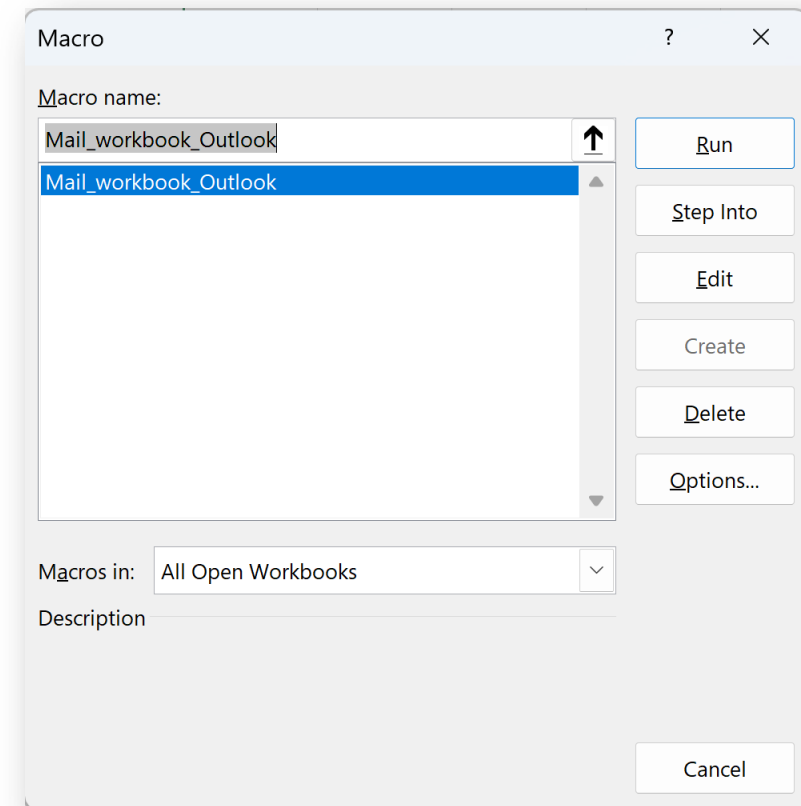 Macro
?
Macro name:
Mail_workbook_Outlook
Mail_workbook_Outlook
Run
Step Into
Edit
Create
Delete
Options...
Macros in:
All Open Workbooks
Description
Cancel